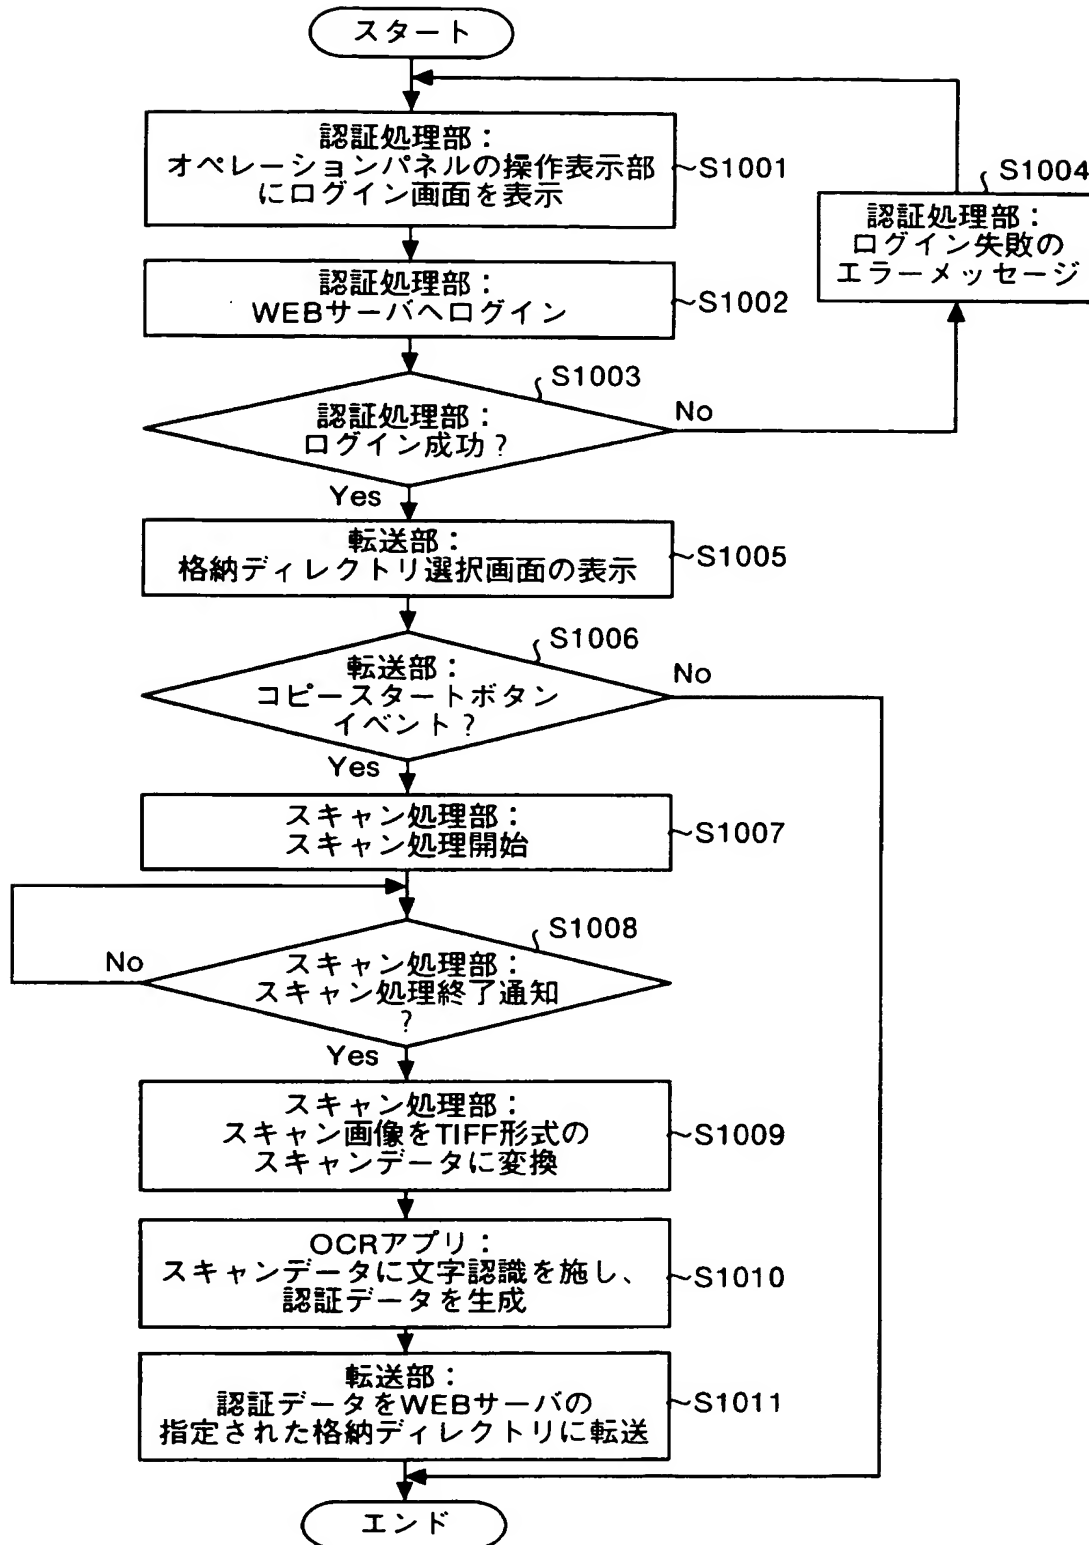 スタート
認証処理部：
オペレーションパネルの操作表示部
にログイン画面を表示
S1001
S1004
認証処理部：
ログイン失敗の
エラーメッセージ
認証処理部：
WEBサーバへログイン
S1002
S1003
認証処理部：
ログイン成功？
No
Yes
転送部：
格納ディレクトリ選択画面の表示
S1005
S1006
転送部：
コピースタートボタン
イベント？
No
Yes
スキャン処理部：
スキャン処理開始
S1007
S1008
スキャン処理部：
スキャン処理終了通知
？
No
Yes
スキャン処理部：
スキャン画像をTIFF形式の
スキャンデータに変換
S1009
OCRアプリ：
スキャンデータに文字認識を施し、
認証データを生成
S1010
転送部：
認証データをWEBサーバの
指定された格納ディレクトリに転送
S1011
エンド